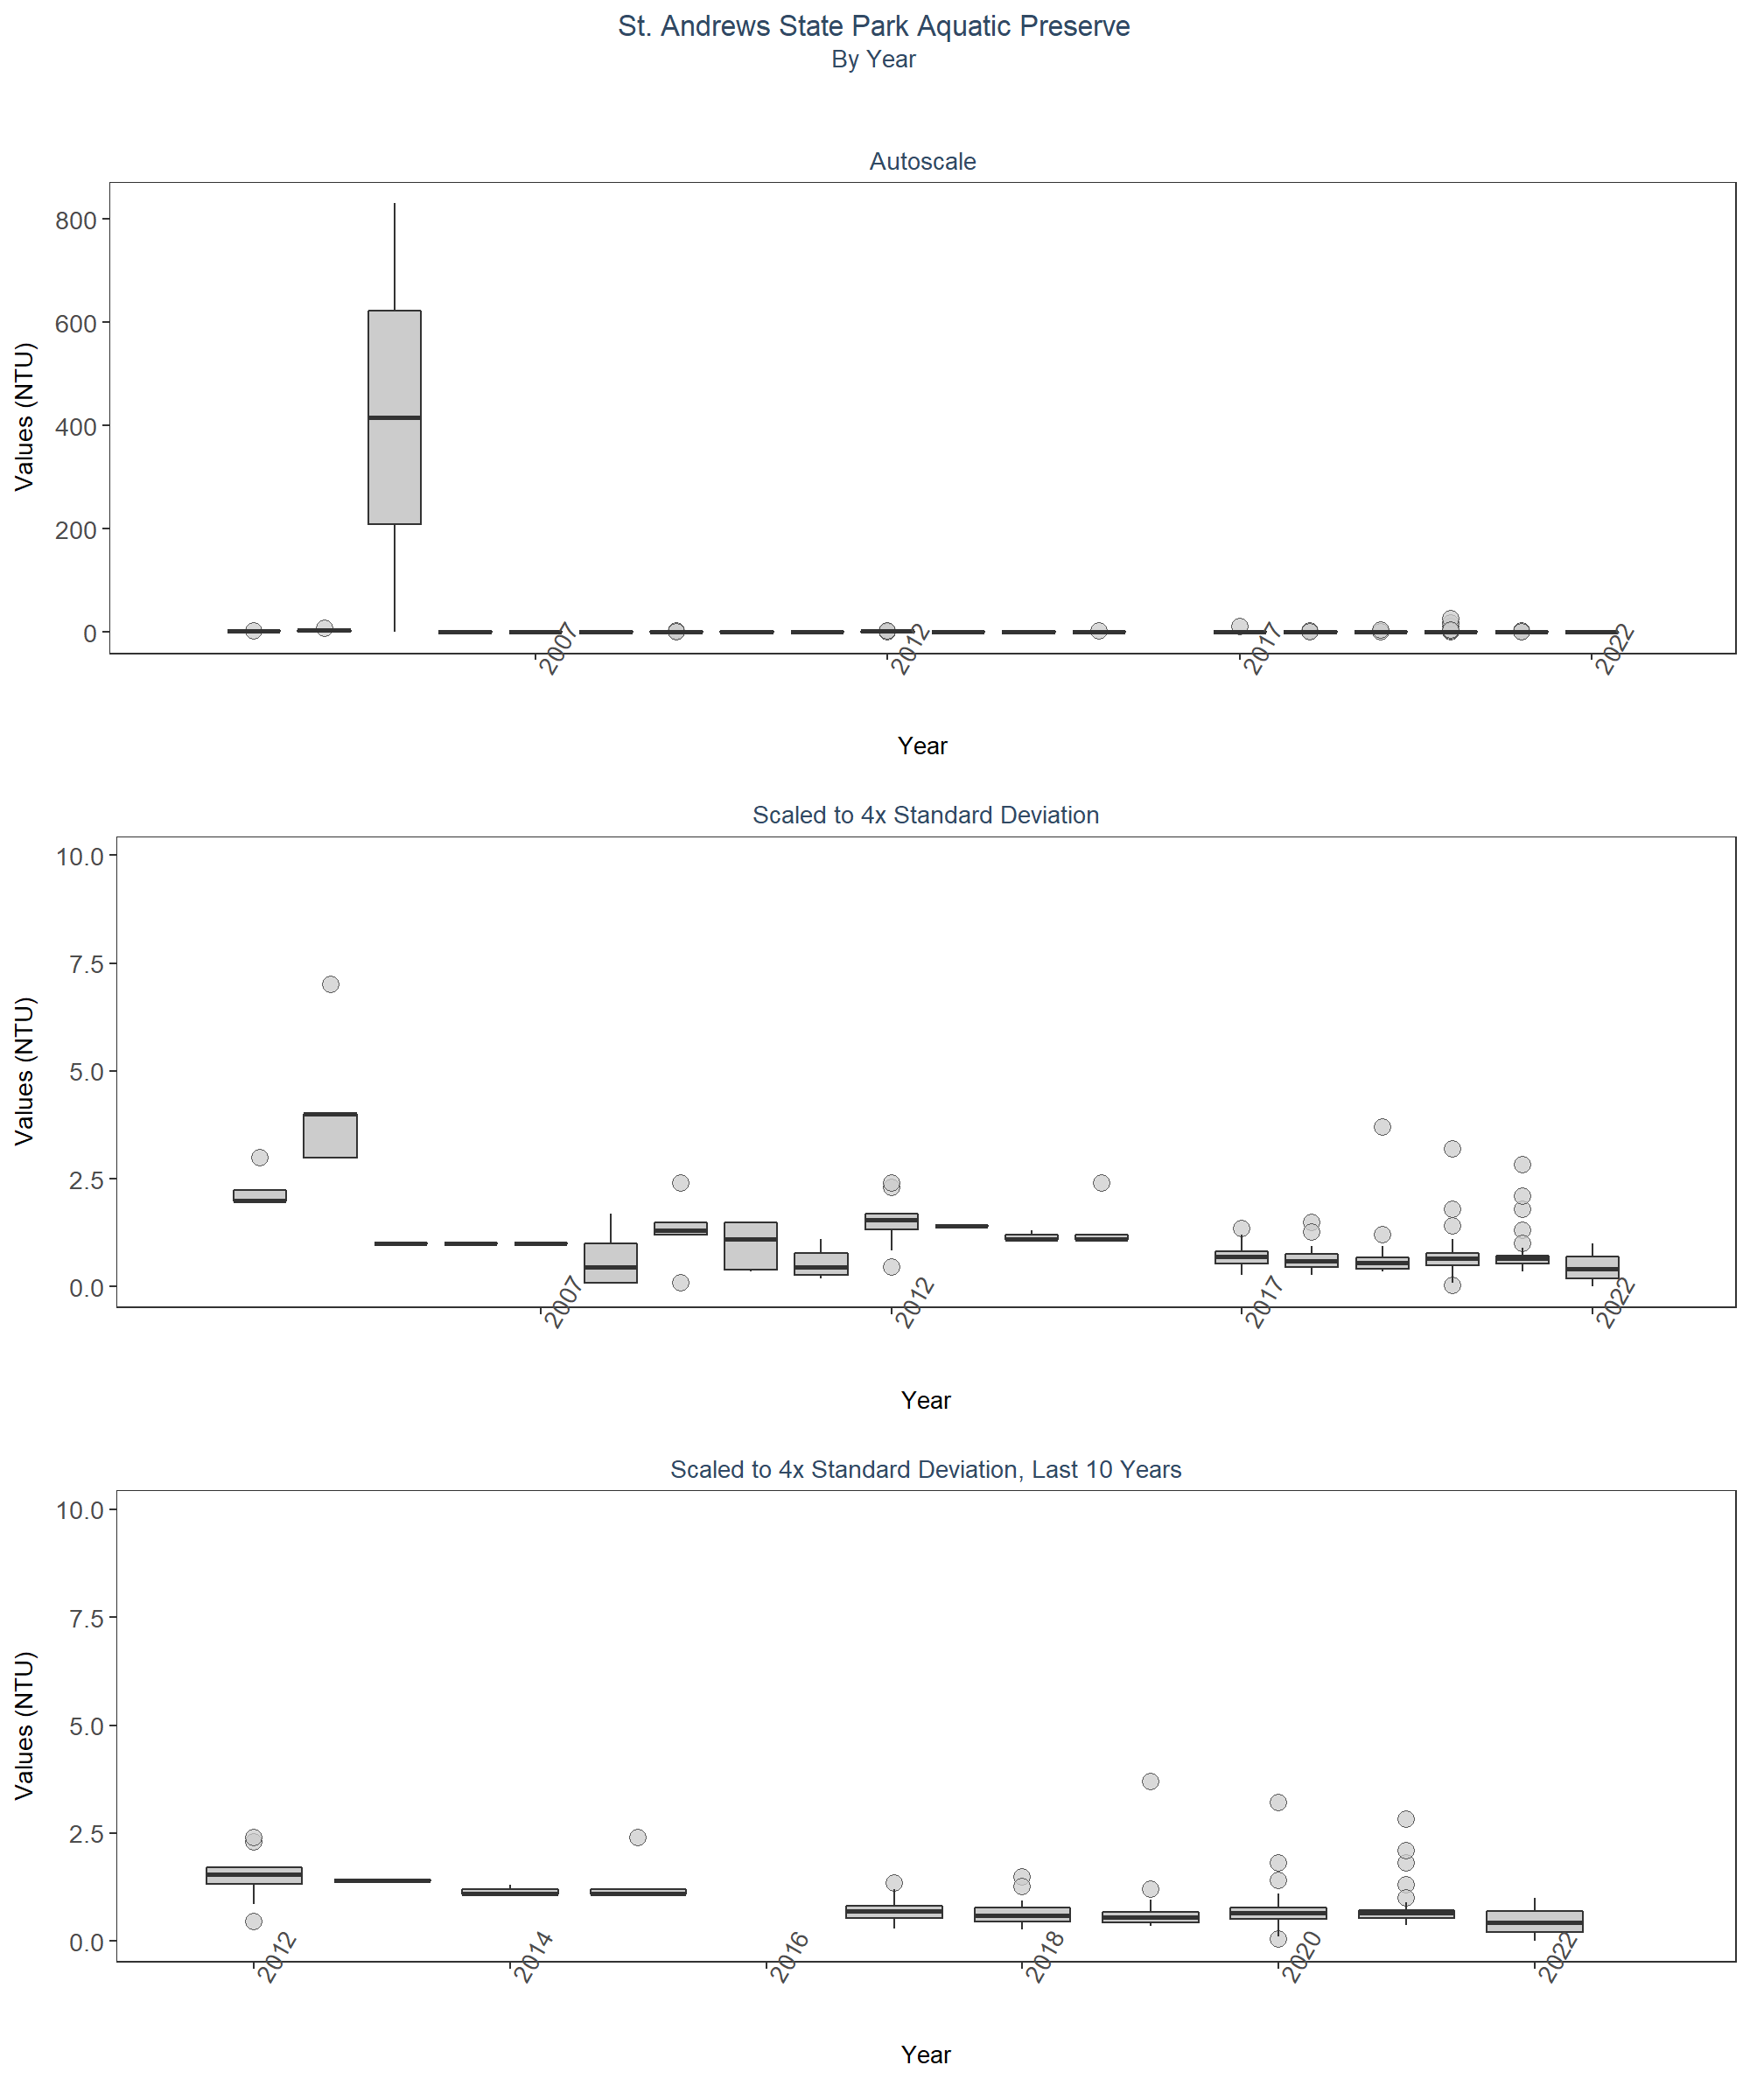 St. Andrews State Park Aquatic Preserve
By Year
Autoscale
Values (NTU)
800
600
400
200
0
2007
2012
2017
2022
Year
Scaled to 4x Standard Deviation
Values (NTU)
10.0
7.5
5.0
2.5
0.0
2007
2012
2017
2022
Year
Scaled to 4x Standard Deviation, Last 10 Years
Values (NTU)
10.0
7.5
5.0
2.5
0.0
2012
2014
2016
2018
2020
2022
Year